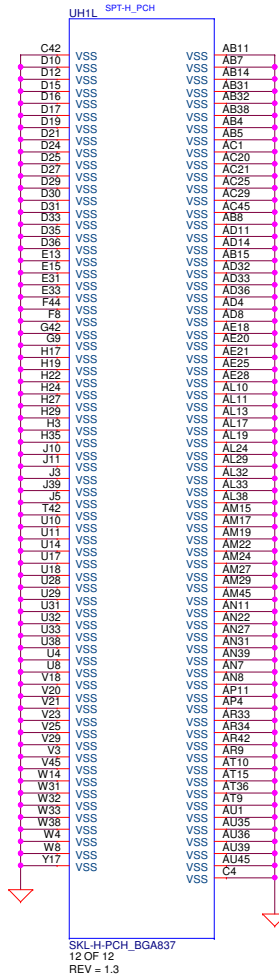 SPT-H_PCH
UH1L
C42 VSS VSS AB11
D10 VSS VSS AB7
D12 VSS VSS AB14
D15 VSS VSS AB31
D16 VSS VSS AB32
D17 VSS VSS AB38
D19 VSS VSS AB4
D21 VSS VSS AB5
D24 VSS VSS AC1
D25 VSS VSS AC20
D27 VSS VSS AC21
D29 VSS VSS AC25
D30 VSS VSS AC29
D31 VSS VSS AC45
D33 VSS VSS AB8
D35 VSS VSS AD11
D36 VSS VSS AD14
E13 VSS VSS AB15
E15 VSS VSS AD32
E31 VSS VSS AD33
E33 VSS VSS AD36
F44 VSS VSS AD4
F8 VSS VSS AD8
G42 VSS VSS AE18
G9 VSS VSS AE20
H17 VSS VSS AE21
H19 VSS VSS AE25
H22 VSS VSS AE28
H24 VSS VSS AL10
H27 VSS VSS AL11
H29 VSS VSS AL13
H3 VSS VSS AL17
H35 VSS VSS AL19
J10 VSS VSS AL24
J11 VSS VSS AL29
J3 VSS VSS AL32
J39 VSS VSS AL33
J5 VSS VSS AL38
T42 VSS VSS AM15
U10 VSS VSS AM17
U11 VSS VSS AM19
U14 VSS VSS AM22
U17 VSS VSS AM24
U18 VSS VSS AM27
U28 VSS VSS AM29
U29 VSS VSS AM45
U31 VSS VSS AN11
U32 VSS VSS AN22
U33 VSS VSS AN27
U38 VSS VSS AN31
U4 VSS VSS AN39
U8 VSS VSS AN7
V18 VSS VSS AN8
V20 VSS VSS AP11
V21 VSS VSS AP4
V23 VSS VSS AR33
V25 VSS VSS AR34
V29 VSS VSS AR42
V3 VSS VSS AR9
V45 VSS VSS AT10
W14 VSS VSS AT15
W31 VSS VSS AT36
W32 VSS VSS AT9
W33 VSS VSS AU1
W38 VSS VSS AU35
W4 VSS VSS AU36
W8 VSS VSS AU39
Y17 VSS VSS AU45
VSS C4
SKL-H-PCH_BGA837
12 OF 12
REV = 1.3